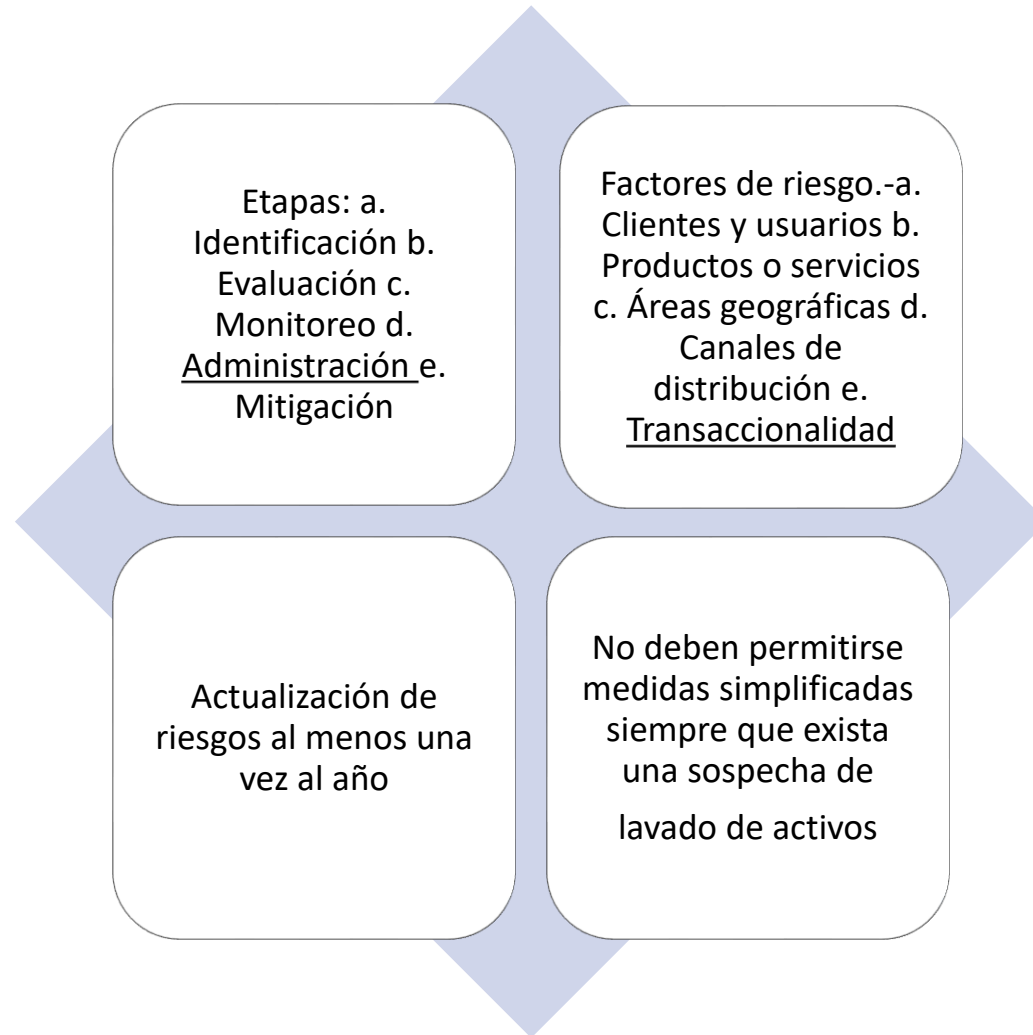 Etapas: a.
Identificación b.
Evaluación c.
Monitoreo d.
Administración e.
Mitigación
Factores de riesgo.-a.
Clientes y usuarios b.
Productos o servicios
c. Áreas geográficas d.
Canales de
distribución e.
Transaccionalidad
Actualización de
riesgos al menos una
vez al año
No deben permitirse
medidas simplificadas
siempre que exista
una sospecha de
lavado de activos